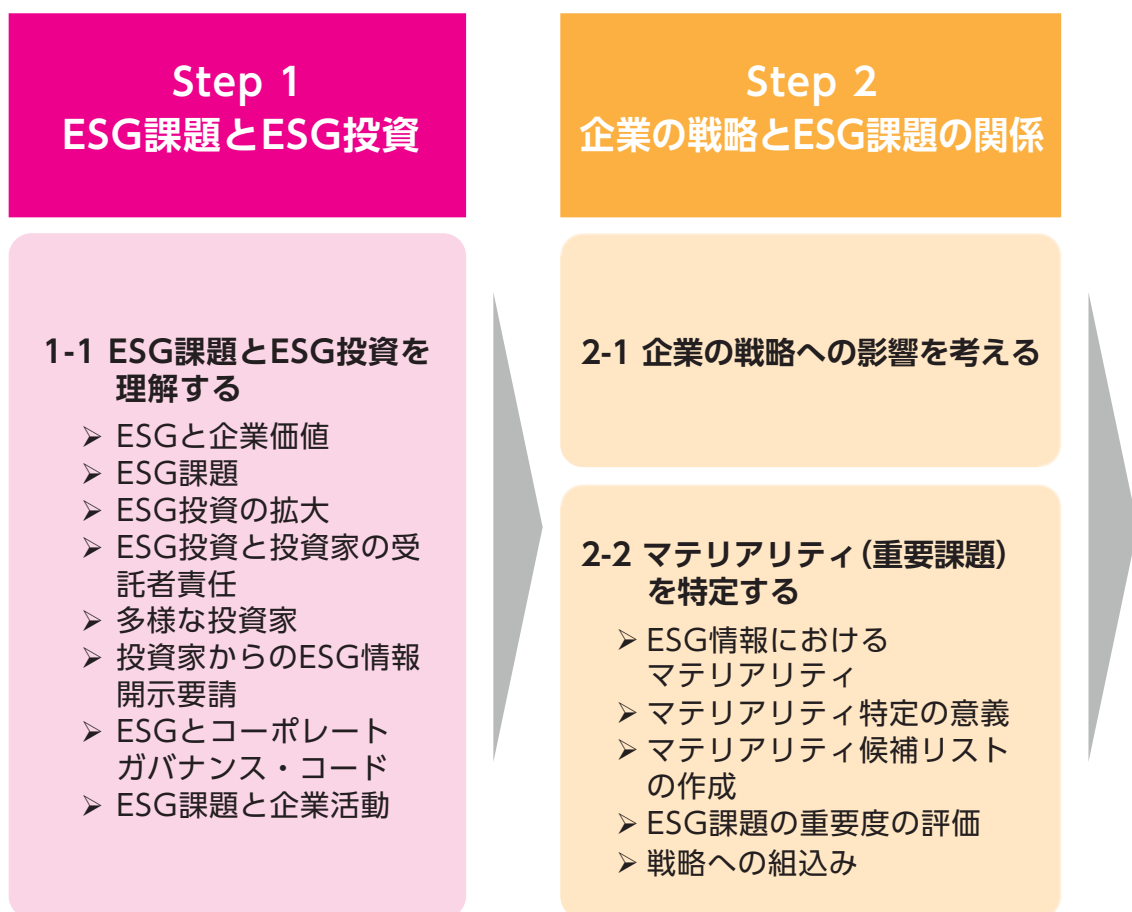 Step 1
ESG課題とESG投資
1-1 ESG課題とESG投資を
理解する
➢ ESGと企業価値
➢ ESG課題
➢ ESG投資の拡大
➢ ESG投資と投資家の受
託者責任
➢ 多様な投資家
➢ 投資家からのESG情報
開示要請
➢ ESGとコーポレート
ガバナンス・コード
➢ ESG課題と企業活動
Step 2
企業の戦略とESG課題の関係
2-1 企業の戦略への影響を考える
2-2 マテリアリティ(重要課題)
を特定する
➢ ESG情報における
マテリアリティ
➢ マテリアリティ特定の意義
➢ マテリアリティ候補リスト
の作成
➢ ESG課題の重要度の評価
➢ 戦略への組込み